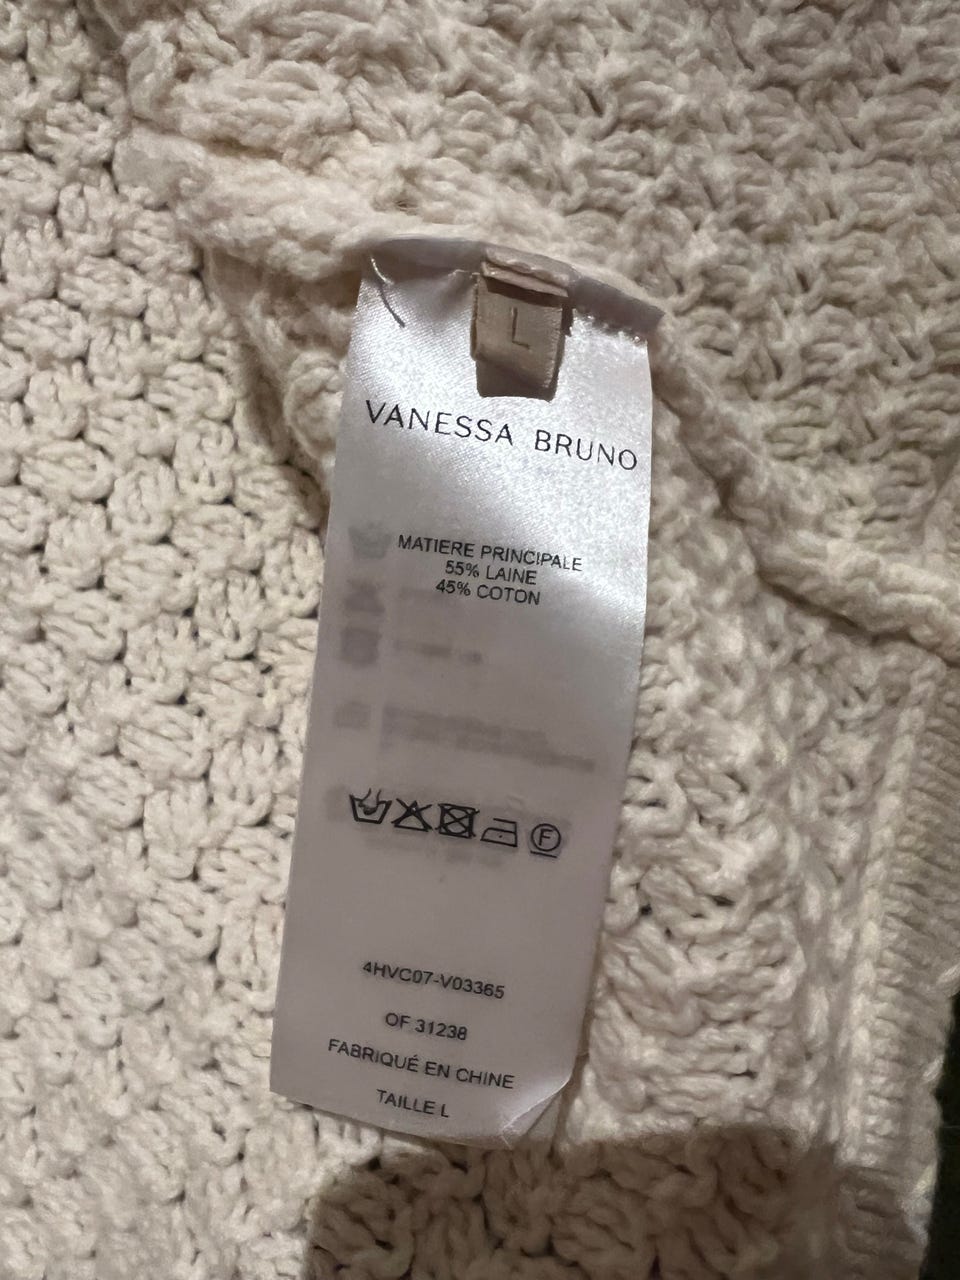 L
VANESSA BRUNO
MATIERE PRINCIPALE
55% LAINE
45% COTON
F
4HVC07-V03365
OF 31238
FABRIQUÉ EN CHINE
TAILLE L